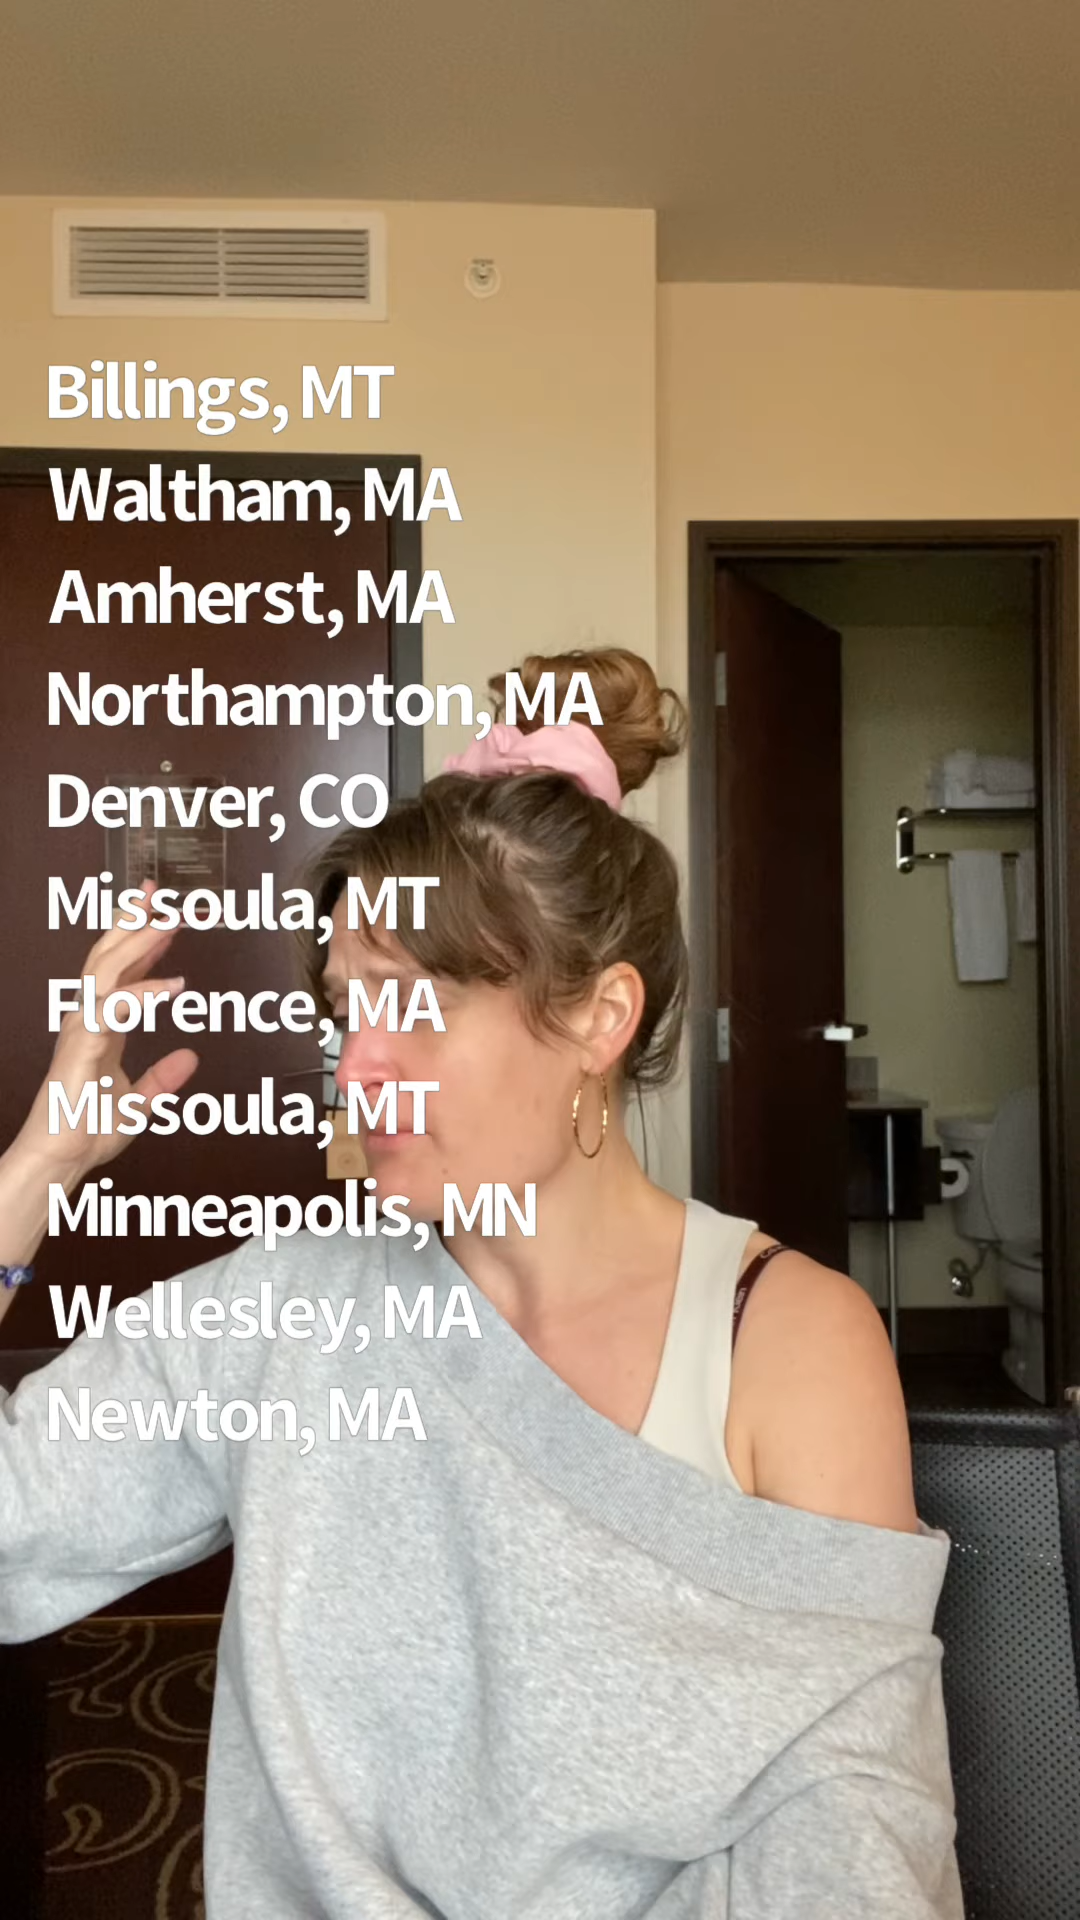 Billings, MT
Waltham, MA
Amherst, MA
Northampton, MA
Denver, CO
Missoula, MT
Florence, MA
Missoula, MT
Minneapolis, MN
Wellesley, MA
Newton, MA